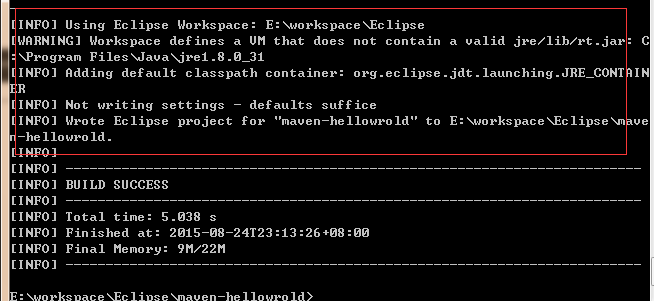 [INFO] Using Eclipse Workspace: E:\workspace\Eclipse
[WARNING] Workspace defines a VM that does not contain a valid jre/lib/rt.jar: C
:\Program Files\Java\jre1.8.0_31
[INFO] Adding default classpath container: org.eclipse.jdt.launching.JRE_CONTAIN
ER
[INFO] Not writing settings - defaults suffice
[INFO] Wrote Eclipse project for "maven-hellowrold" to E:\workspace\Eclipse\mave
n-hellowrold.
[INFO]
[INFO] ------------------------------------------------------------------------
[INFO] BUILD SUCCESS
[INFO] ------------------------------------------------------------------------
[INFO] Total time: 5.038 s
[INFO] Finished at: 2015-08-24T23:13:26+08:00
[INFO] Final Memory: 9M/22M
[INFO] ------------------------------------------------------------------------
E:\workspace\Eclipse\maven-hellowrold>